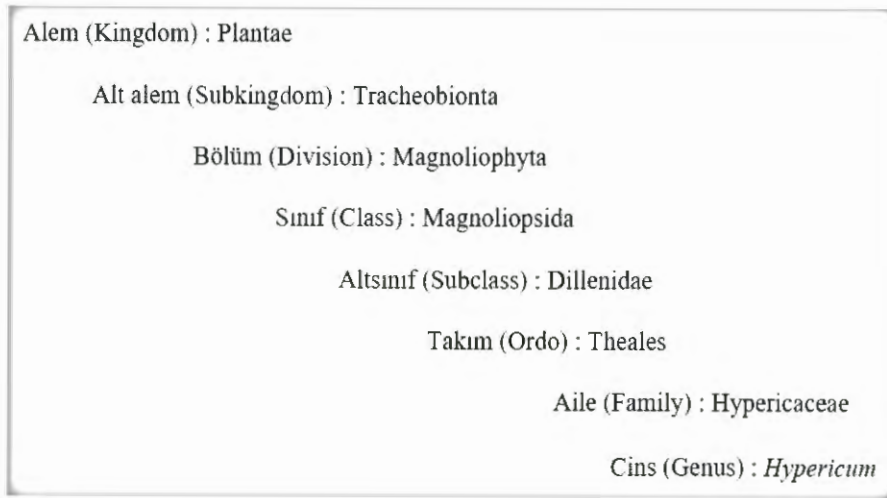 Alem (Kingdom) : Plantae
Alt alem (Subkingdom) : Tracheobionta
Bölüm (Division) : Magnoliophyta
Sınıf (Class) : Magnoliopsida
Altsınıf (Subclass) : Dillenidae
Takım (Ordo) : Theales
Aile (Family) : Hypericaceae
Cins (Genus) : Hypericum